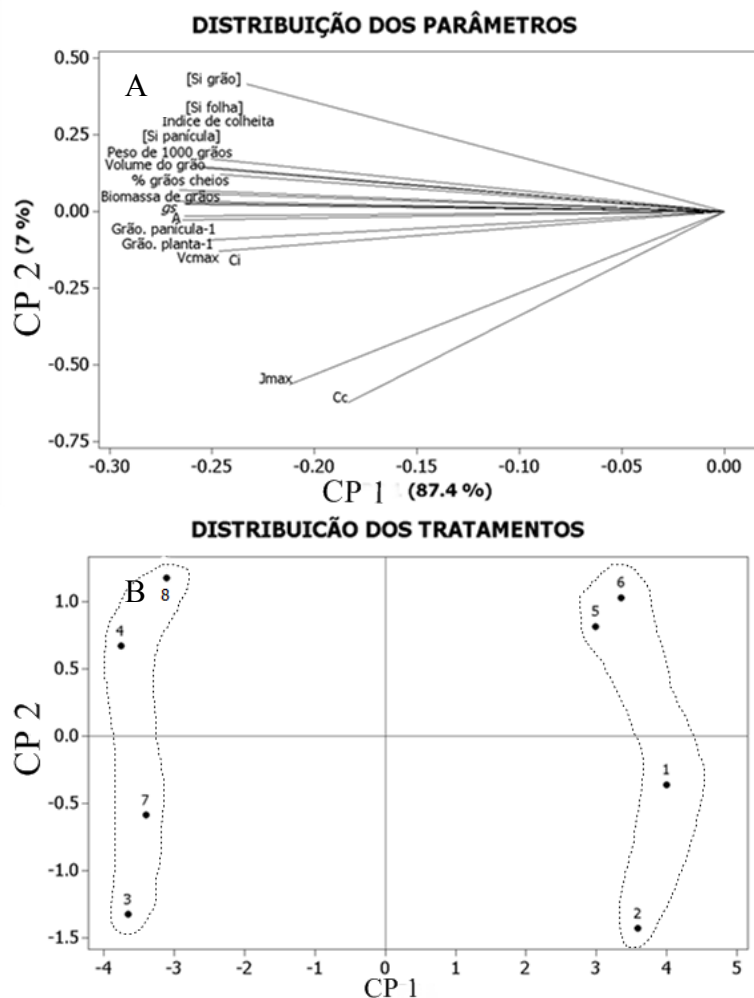 DISTRIBUIÇÃO DOS PARÂMETROS
0.50
A
[Si grão]
[Si folha]
Indice de colheita
0.25
[Si panícula]
Peso de 1000 grãos
Volume do grão
% grãos cheios
Biomassa de grãos
0.00
gs
A
Grão. panícula-1
Grão. planta-1
Vcmax Ci
-0.25
-0.50
Jmax
Cc
-0.75
CP 2 (7 %)
-0.30 -0.25 -0.20 -0.15 -0.10 -0.05 0.00
CP 1 (87.4 %)
DISTRIBUICÃO DOS TRATAMENTOS
B
8
6
1.0
5
4
0.5
0.0
1
-0.5
7
-1.0
3
2
-1.5
CP 2
-4 -3 -2 -1 0 1 2 3 4 5
CP 1